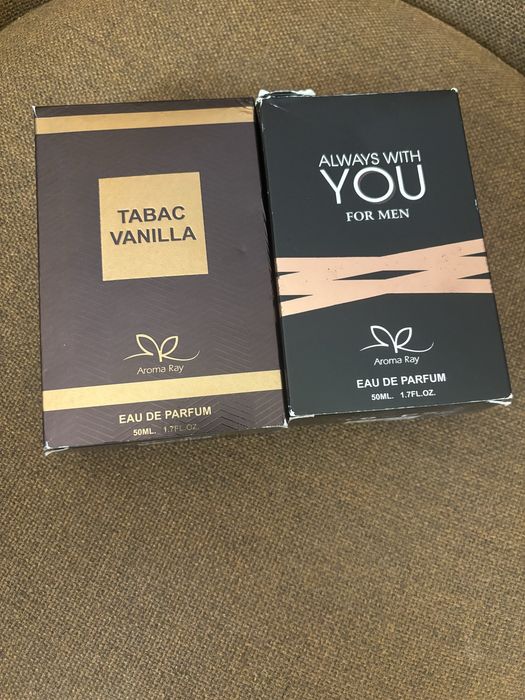 TABAC
VANILLA
Aroma Ray
EAU DE PARFUM
50ML. 1.7FL.OZ.
ALWAYS WITH
YOU
FOR MEN
Aroma Ray
EAU DE PARFUM
50ML. 1.7FL.OZ.